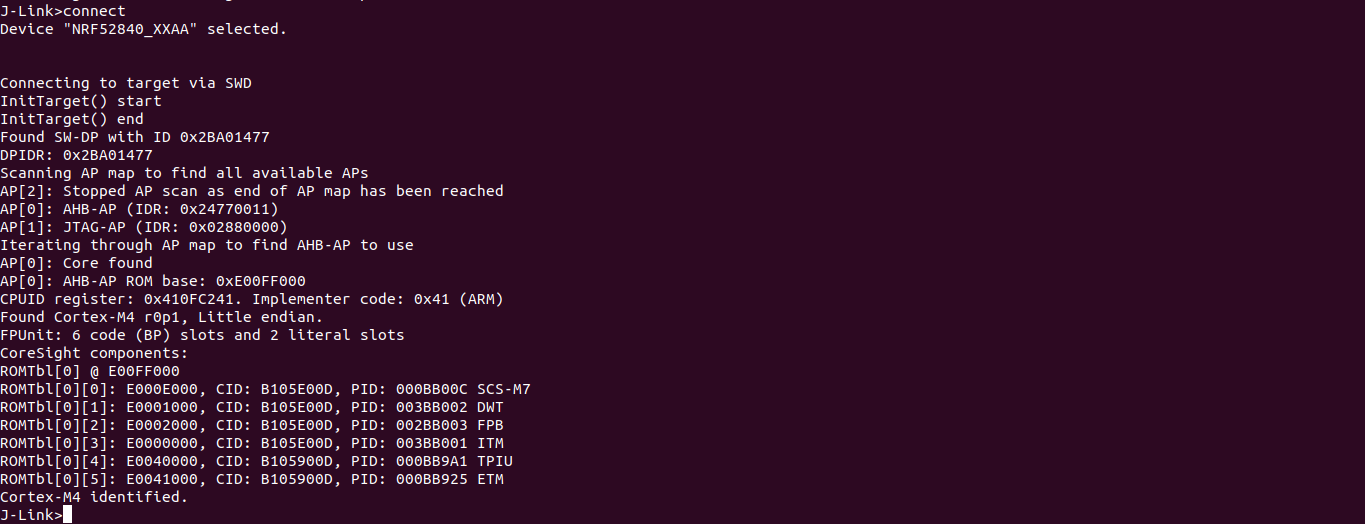 J-Link>connect
Device "NRF52840_XXAA" selected.
Connecting to target via SWD
InitTarget() start
InitTarget() end
Found SW-DP with ID 0x2BA01477
DPIDR: 0x2BA01477
Scanning AP map to find all available APs
AP[2]: Stopped AP scan as end of AP map has been reached
AP[0]: AHB-AP (IDR: 0x24770011)
AP[1]: JTAG-AP (IDR: 0x02880000)
Iterating through AP map to find AHB-AP to use
AP[0]: Core found
AP[0]: AHB-AP ROM base: 0xE00FF000
CPUID register: 0x410FC241. Implementer code: 0x41 (ARM)
Found Cortex-M4 r0p1, Little endian.
FPUnit: 6 code (BP) slots and 2 literal slots
CoreSight components:
ROMTbl[0] @ E00FF000
ROMTbl[0][0]: E000E000, CID: B105E00D, PID: 000BB00C SCS-M7
ROMTbl[0][1]: E0001000, CID: B105E00D, PID: 003BB002 DWT
ROMTbl[0][2]: E0002000, CID: B105E00D, PID: 002BB003 FPB
ROMTbl[0][3]: E0000000, CID: B105E00D, PID: 003BB001 ITM
ROMTbl[0][4]: E0040000, CID: B105900D, PID: 000BB9A1 TPIU
ROMTbl[0][5]: E0041000, CID: B105900D, PID: 000BB925 ETM
Cortex-M4 identified.
J-Link>